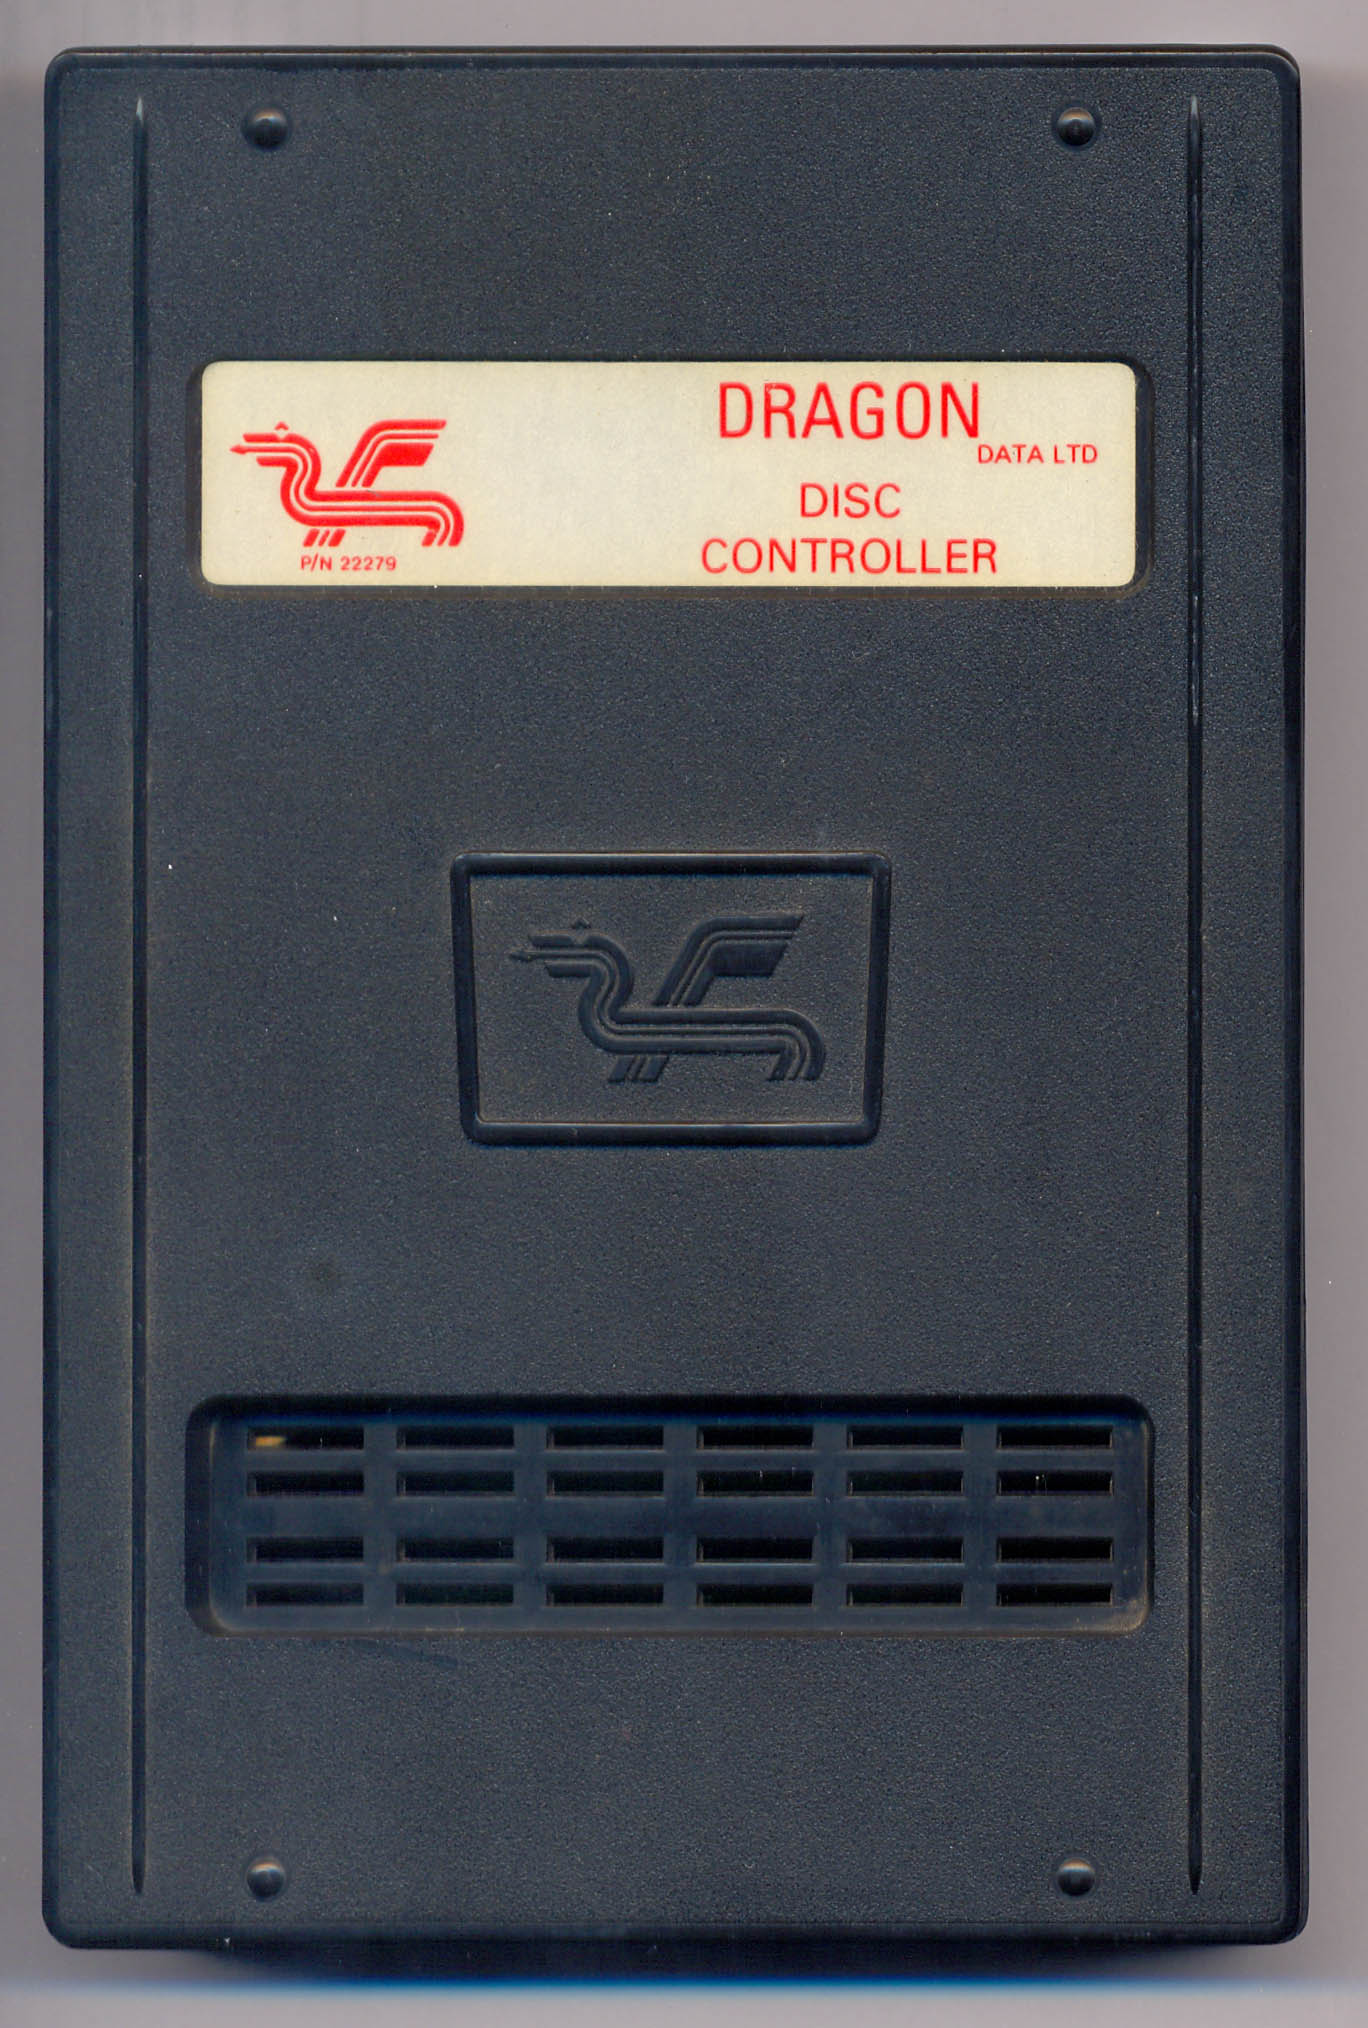 DRAGON
DATA LTD
DISC
CONTROLLER
P/N 22279